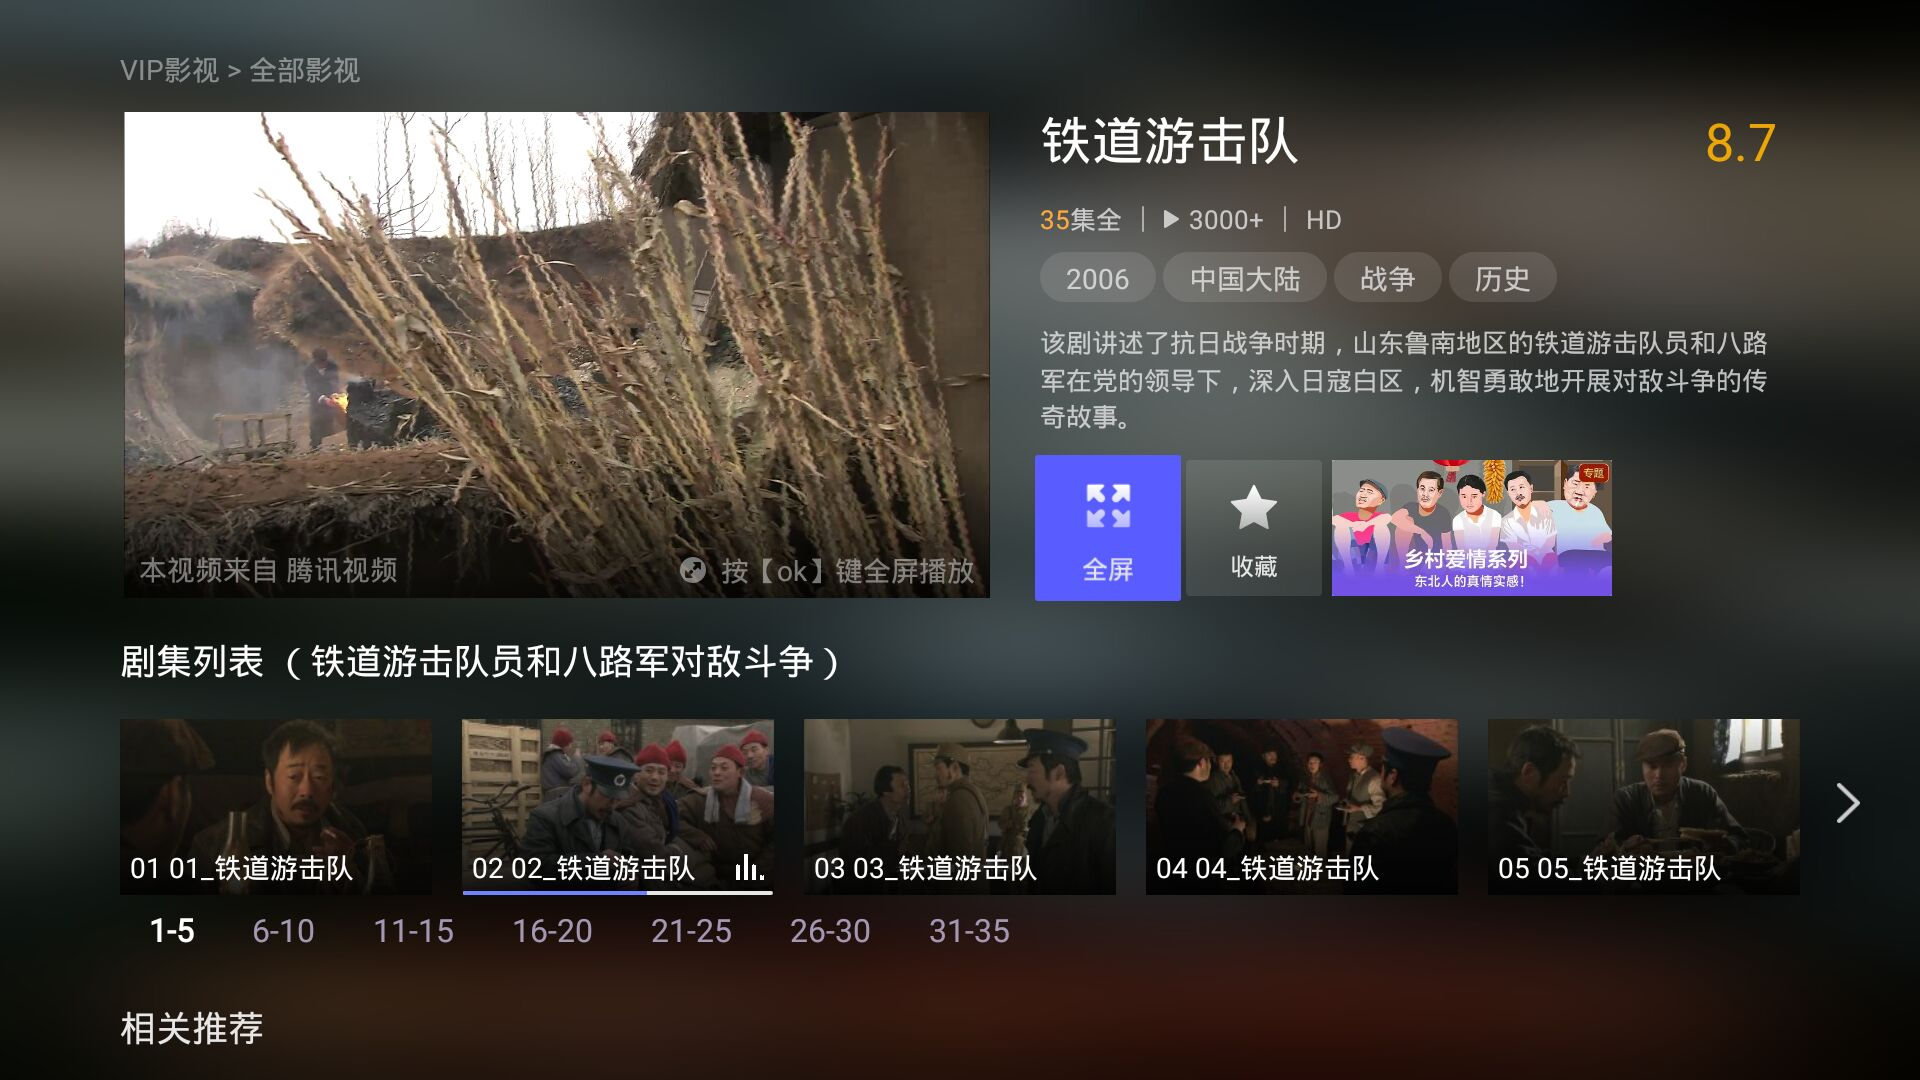 VIP影视 > 全部影视
铁道游击队
8.7
35集全 | 3000+ | HD
2006 中国大陆 战争 历史
该剧讲述了抗日战争时期，山东鲁南地区的铁道游击队员和八路
军在党的领导下，深入日寇白区，机智勇敢地开展对敌斗争的传
奇故事。
本视频来自 腾讯视频
按【ok】键全屏播放
全屏
收藏
专题
乡村爱情系列
东北人的真情实感!
剧集列表 （铁道游击队员和八路军对敌斗争）
01 01_铁道游击队
02 02_铁道游击队
03 03_铁道游击队
04 04_铁道游击队
05 05_铁道游击队
1-5 6-10 11-15 16-20 21-25 26-30 31-35
相关推荐